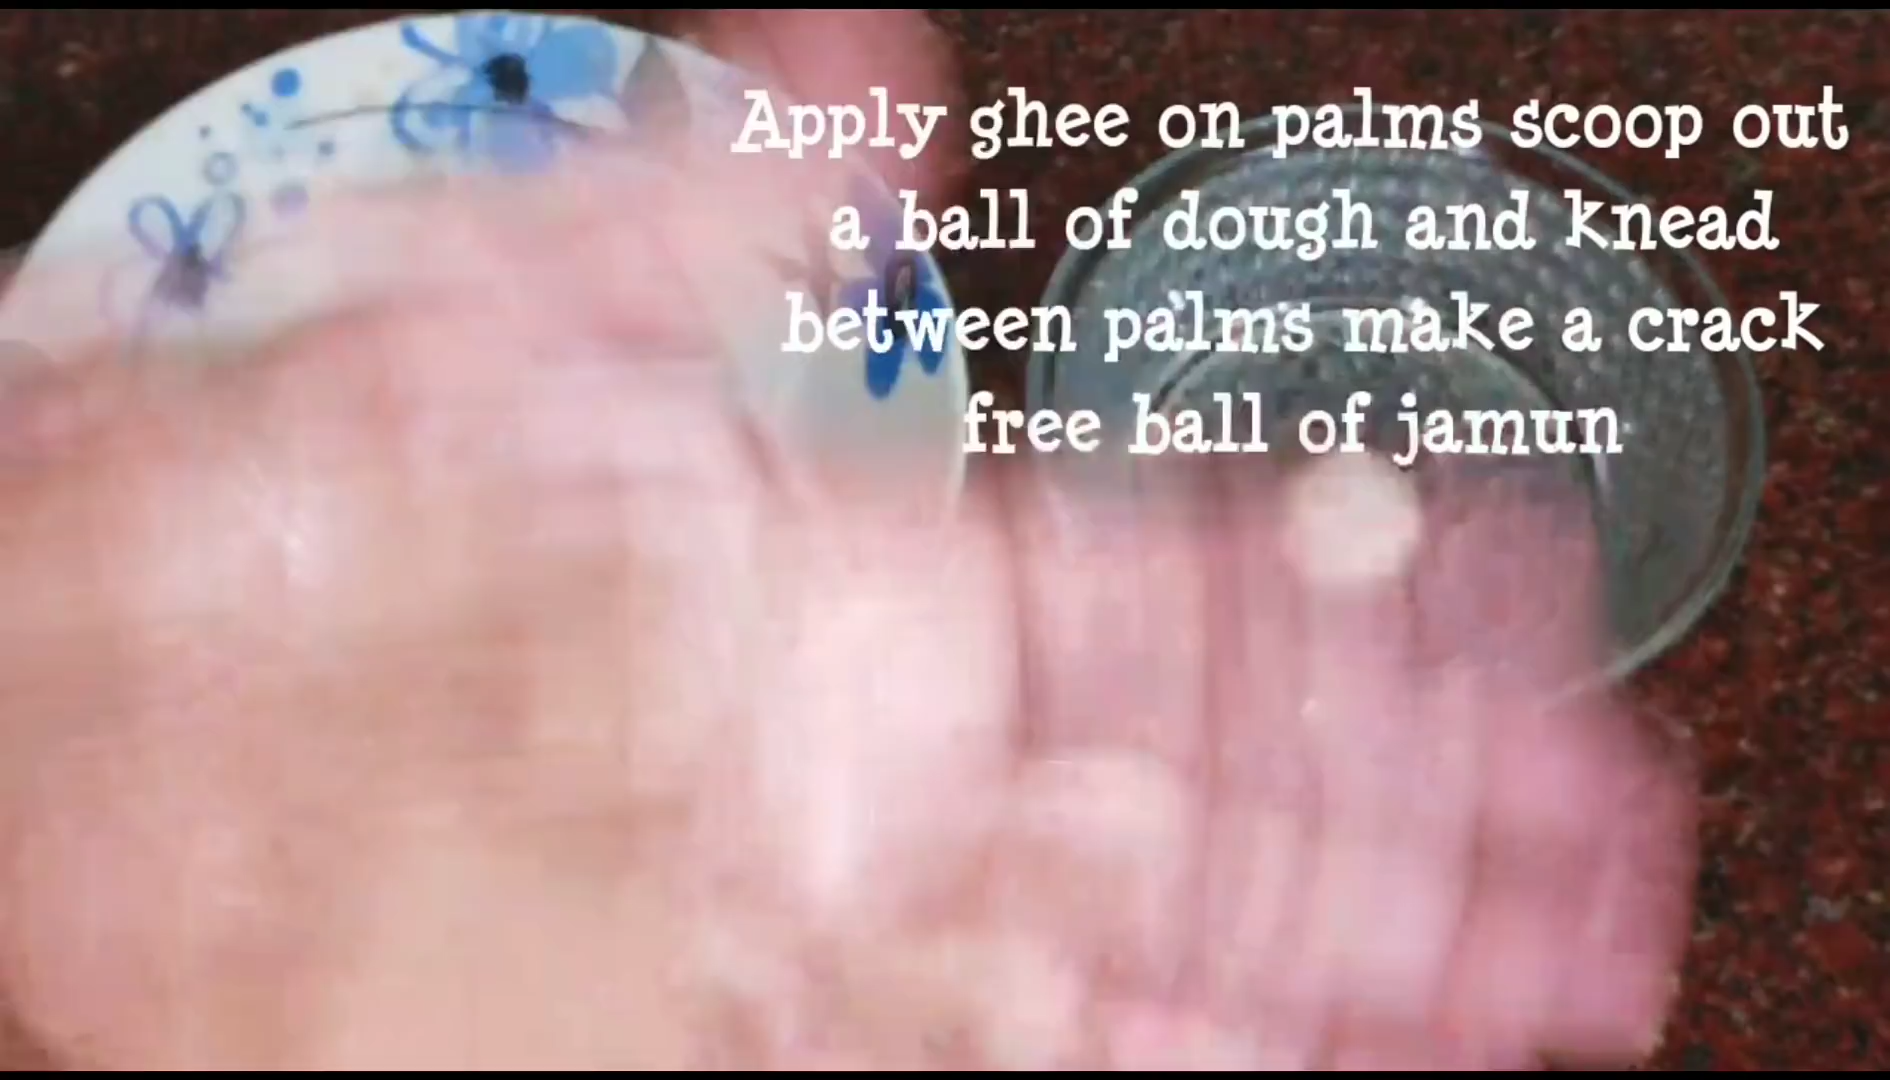 Apply ghee on palms scoop out
a ball of dough and knead
between palms make a crack
free ball of jamun